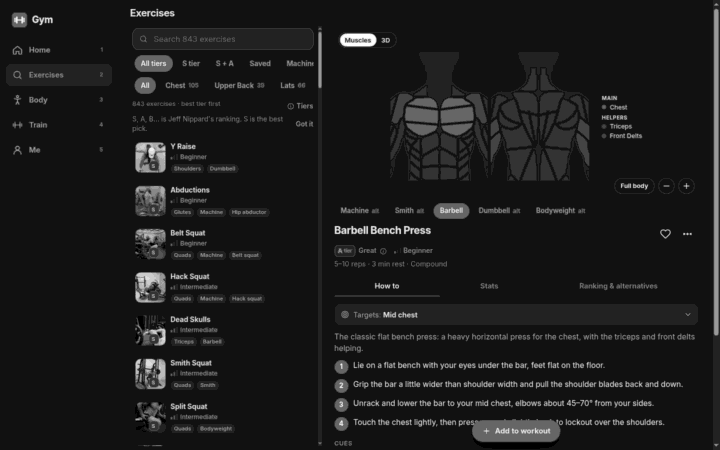 Gym
Home 1
Exercises 2
Body 3
Train 4
Me 5
Exercises
Search 843 exercises
All tiers S tier S + A Saved Machine
All Chest 105 Upper Back 39 Lats 66
843 exercises · best tier first Tiers
S, A, B... is Jeff Nippard's ranking. S is the best pick. Got it
Y Raise
Beginner
Shoulders Dumbbell
Abductions
Beginner
Glutes Machine Hip abductor
Belt Squat
Beginner
Quads Machine Belt squat
Hack Squat
Intermediate
Quads Machine Hack squat
Dead Skulls
Intermediate
Triceps Barbell
Smith Squat
Intermediate
Quads Smith
Split Squat
Intermediate
Quads Bodyweight
Muscles 3D
MAIN
Chest
HELPERS
Triceps
Front Delts
Full body − +
Machine alt Smith alt Barbell Dumbbell alt Bodyweight alt
Barbell Bench Press
A tier Great Beginner
5–10 reps · 3 min rest · Compound
How to Stats Ranking & alternatives
Targets: Mid chest
The classic flat bench press: a heavy horizontal press for the chest, with the triceps and front delts
helping.
1 Lie on a flat bench with your eyes under the bar, feet flat on the floor.
2 Grip the bar a little wider than shoulder width and pull the shoulder blades back and down.
3 Unrack and lower the bar to your mid chest, elbows about 45–70° from your sides.
4 Touch the chest lightly, then press to lockout over the shoulders.
+ Add to workout
CUES